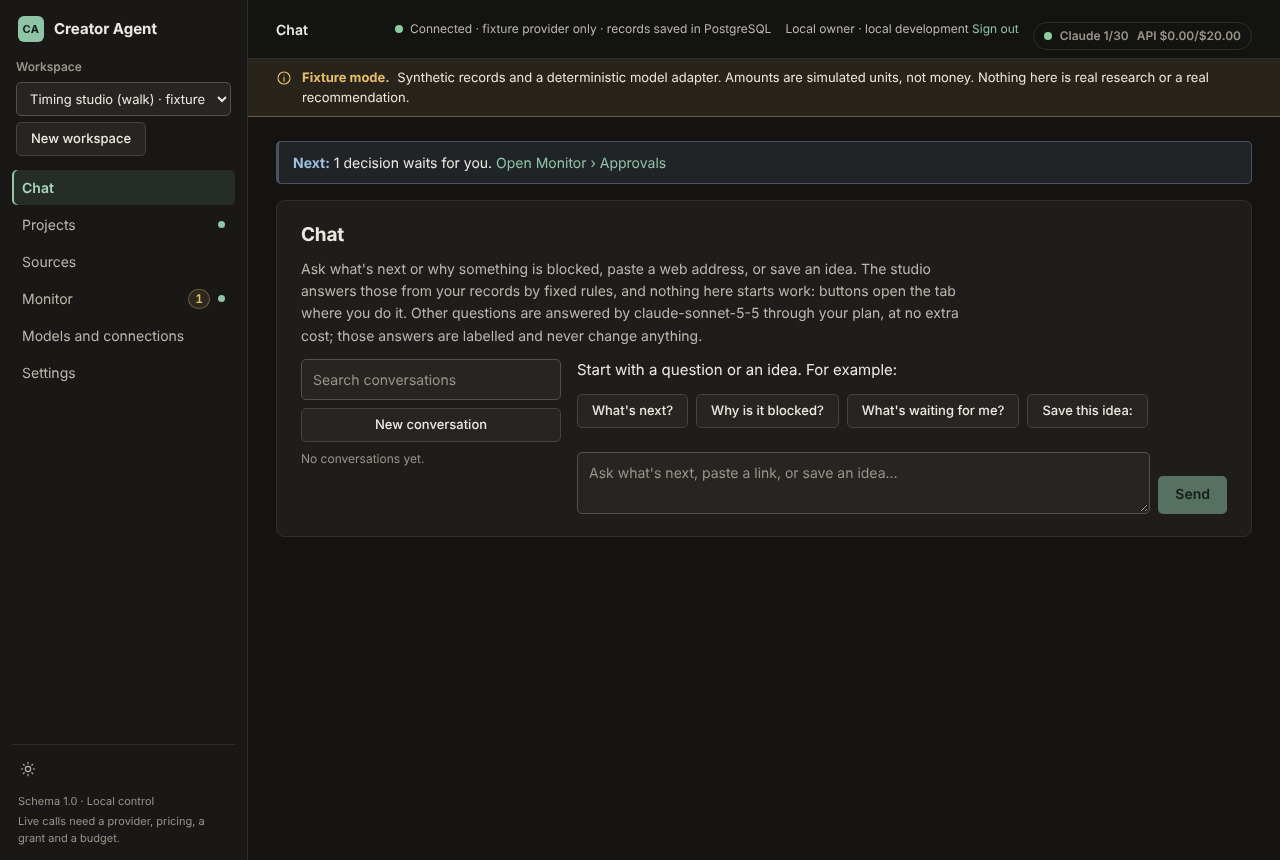 CA Creator Agent
Workspace
Timing studio (walk) · fixture
New workspace
Chat
Projects
Sources
Monitor 1
Models and connections
Settings
Schema 1.0 · Local control
Live calls need a provider, pricing, a
grant and a budget.
Chat
Connected · fixture provider only · records saved in PostgreSQL
Local owner · local development Sign out
Claude 1/30 API $0.00/$20.00
Fixture mode. Synthetic records and a deterministic model adapter. Amounts are simulated units, not money. Nothing here is real research or a real
recommendation.
Next: 1 decision waits for you. Open Monitor › Approvals
Chat
Ask what's next or why something is blocked, paste a web address, or save an idea. The studio
answers those from your records by fixed rules, and nothing here starts work: buttons open the tab
where you do it. Other questions are answered by claude-sonnet-5-5 through your plan, at no extra
cost; those answers are labelled and never change anything.
Search conversations
New conversation
No conversations yet.
Start with a question or an idea. For example:
What's next?
Why is it blocked?
What's waiting for me?
Save this idea:
Ask what's next, paste a link, or save an idea...
Send